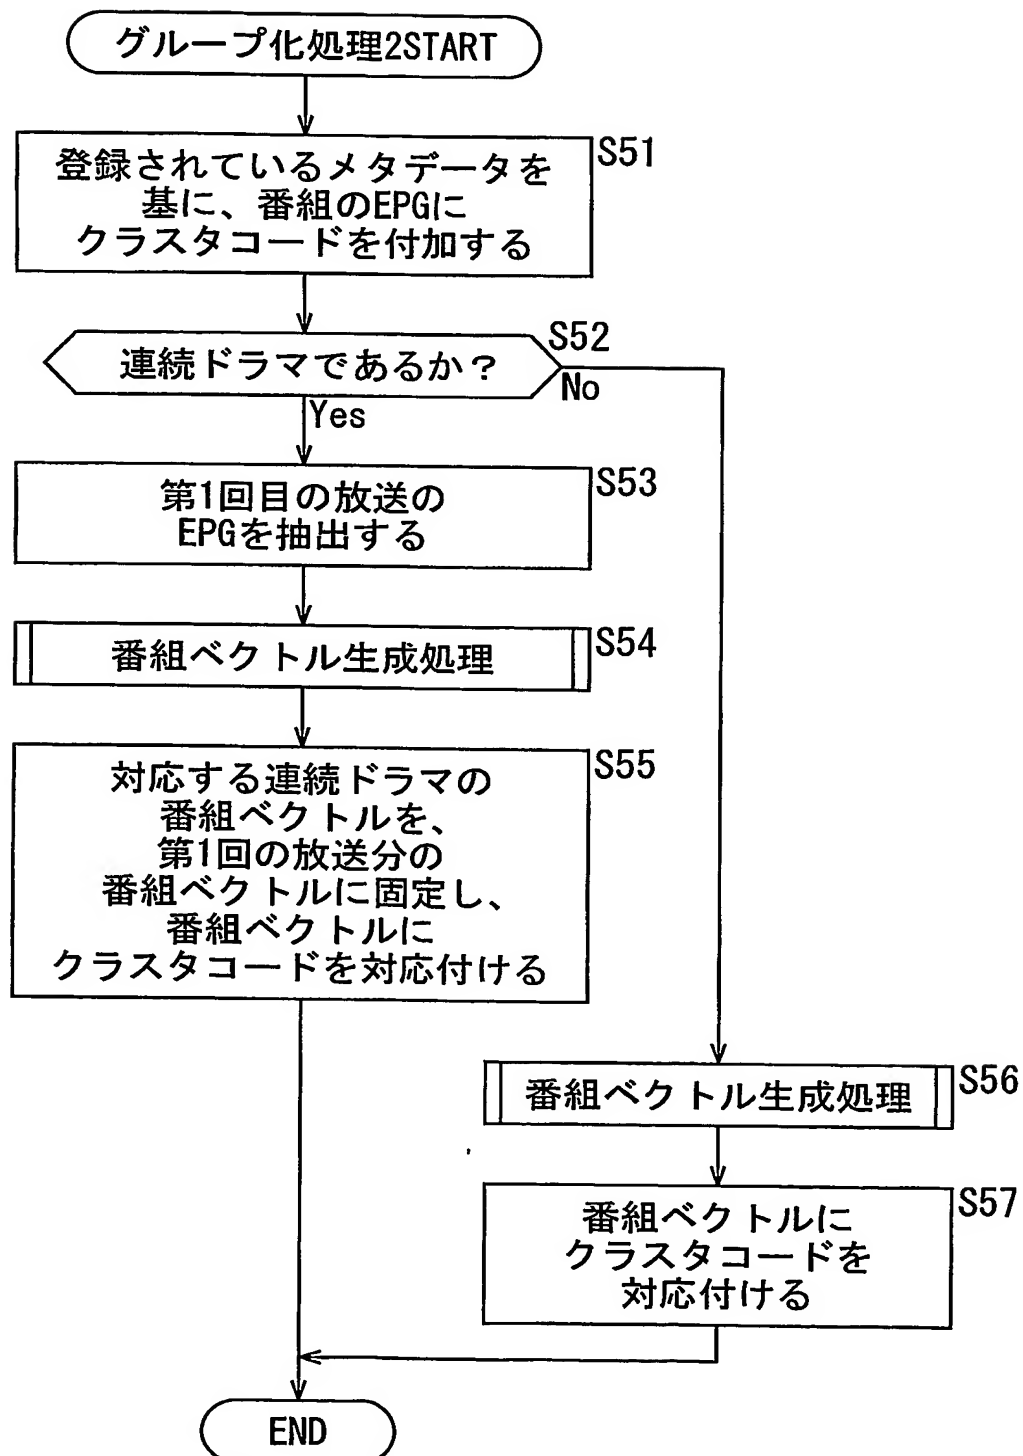 グループ化処理2START
登録されているメタデータを
基に、番組のEPGに
クラスタコードを付加する
S51
連続ドラマであるか？
S52
No
Yes
第1回目の放送の
EPGを抽出する
S53
番組ベクトル生成処理
S54
対応する連続ドラマの
番組ベクトルを、
第1回の放送分の
番組ベクトルに固定し、
番組ベクトルに
クラスタコードを対応付ける
S55
番組ベクトル生成処理
S56
番組ベクトルに
クラスタコードを
対応付ける
S57
END